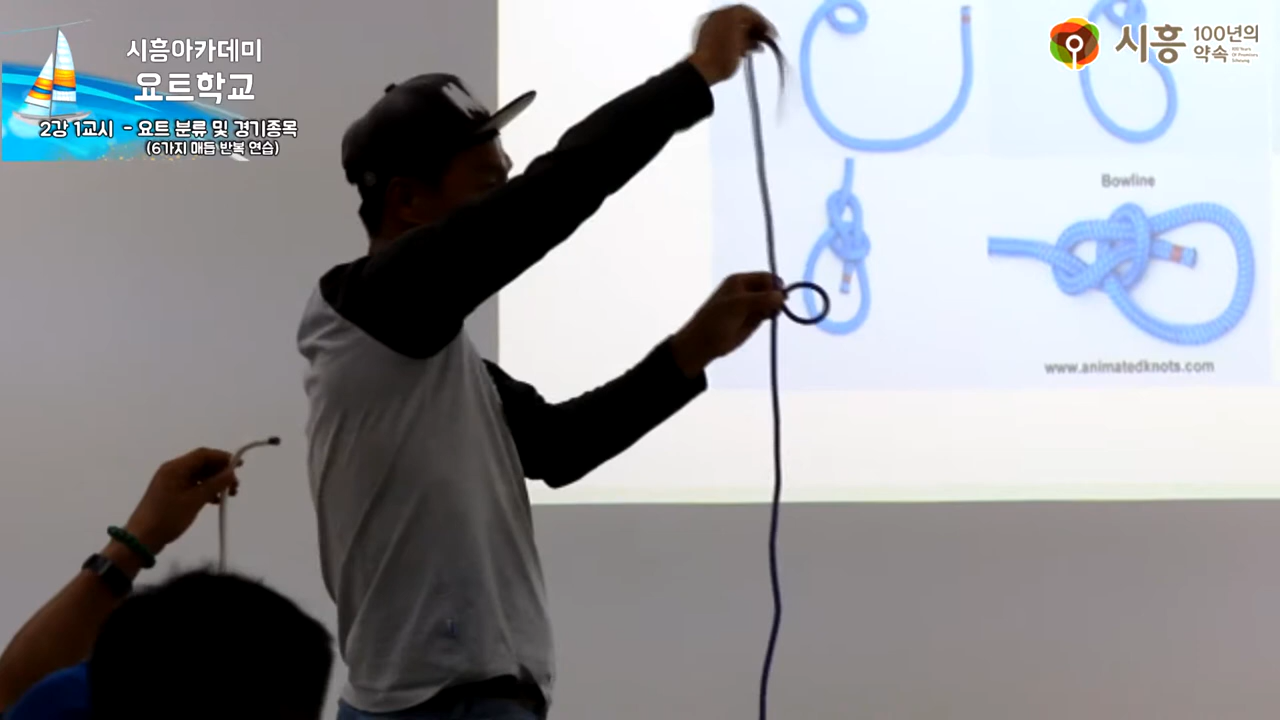 시흥아카데미
요트학교
2강 1교시 - 요트 분류 및 경기종목
(6가지 매듭 반복 연습)
시흥 100년의
약속
Bowline
www.animatedknots.com